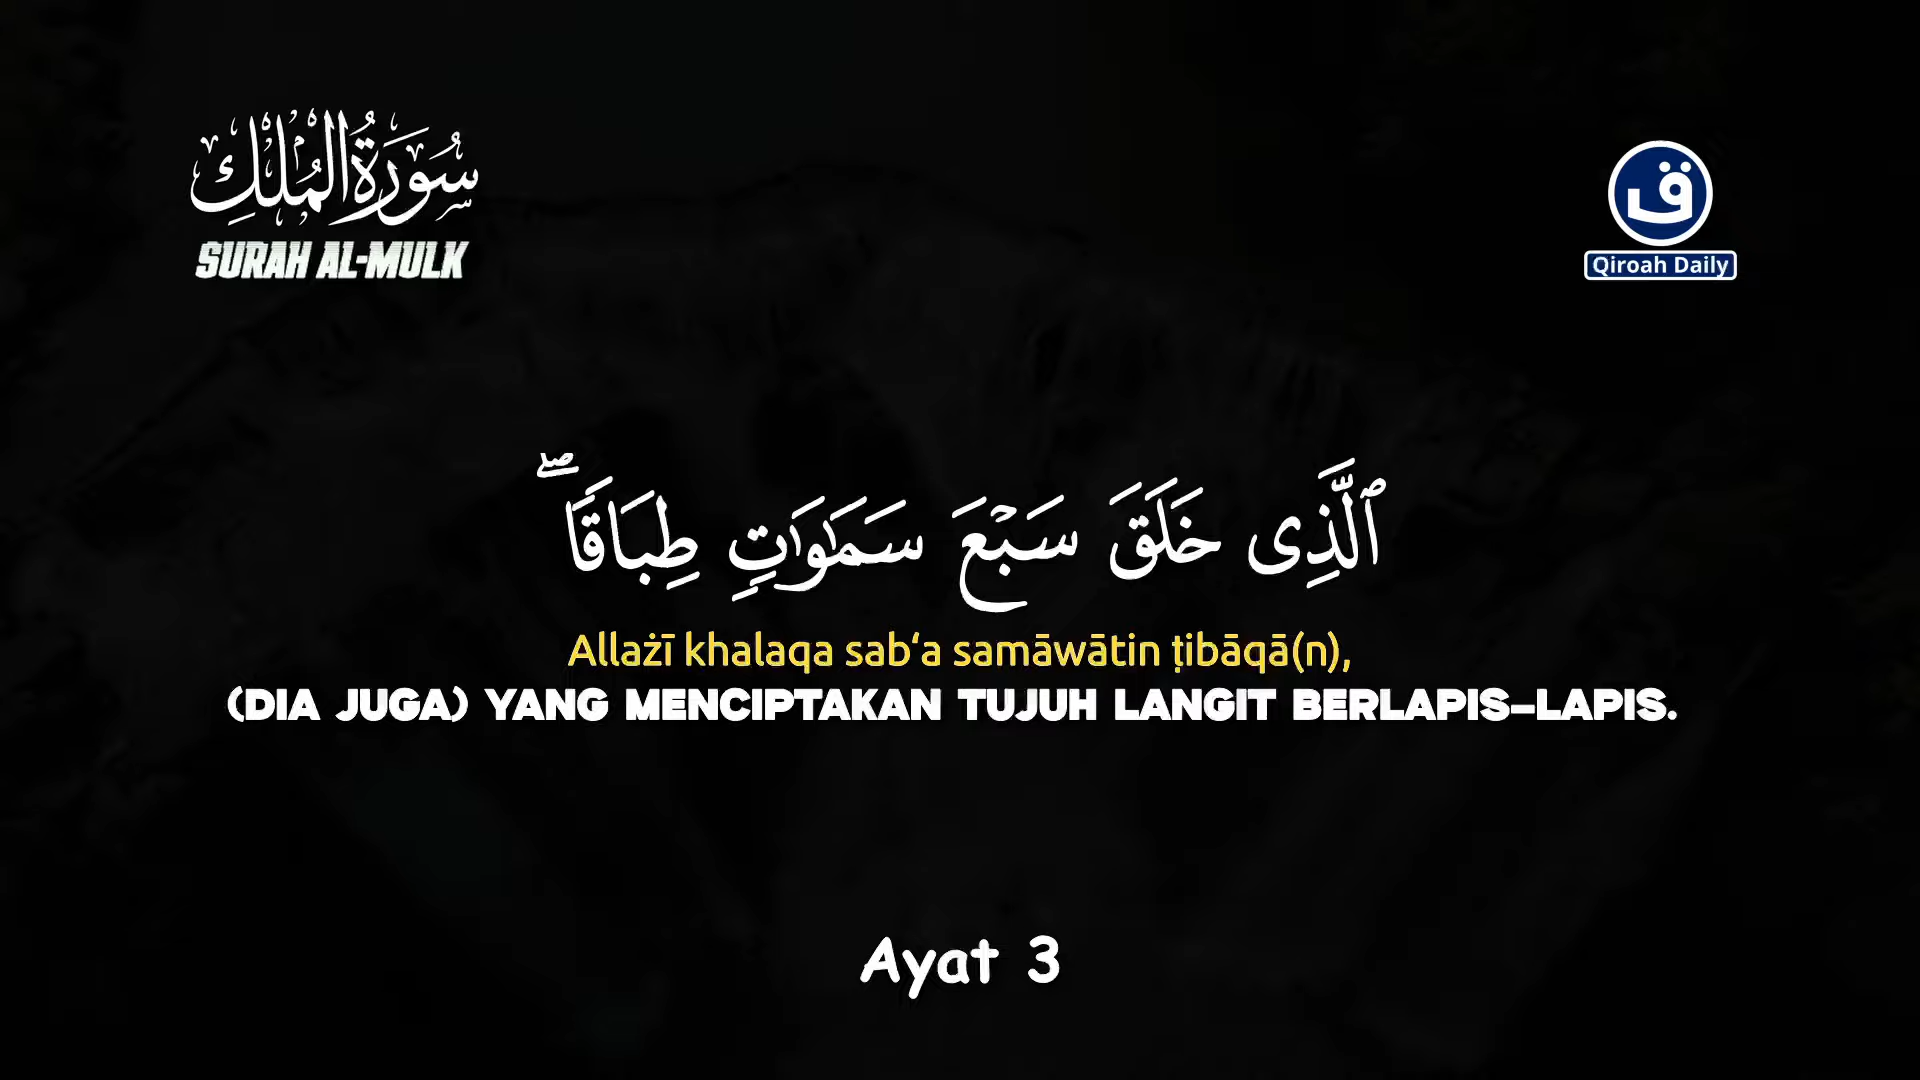 سُورَةُ الْمُلْكِ
SURAH AL-MULK
ق
Qiroah Daily
ٱلَّذِى خَلَقَ سَبْعَ سَمَـٰوَٰتٍ طِبَاقًا ۖ
Allażī khalaqa sab‘a samāwātin ṭibāqā(n),
(DIA JUGA) YANG MENCIPTAKAN TUJUH LANGIT BERLAPIS-LAPIS.
Ayat 3